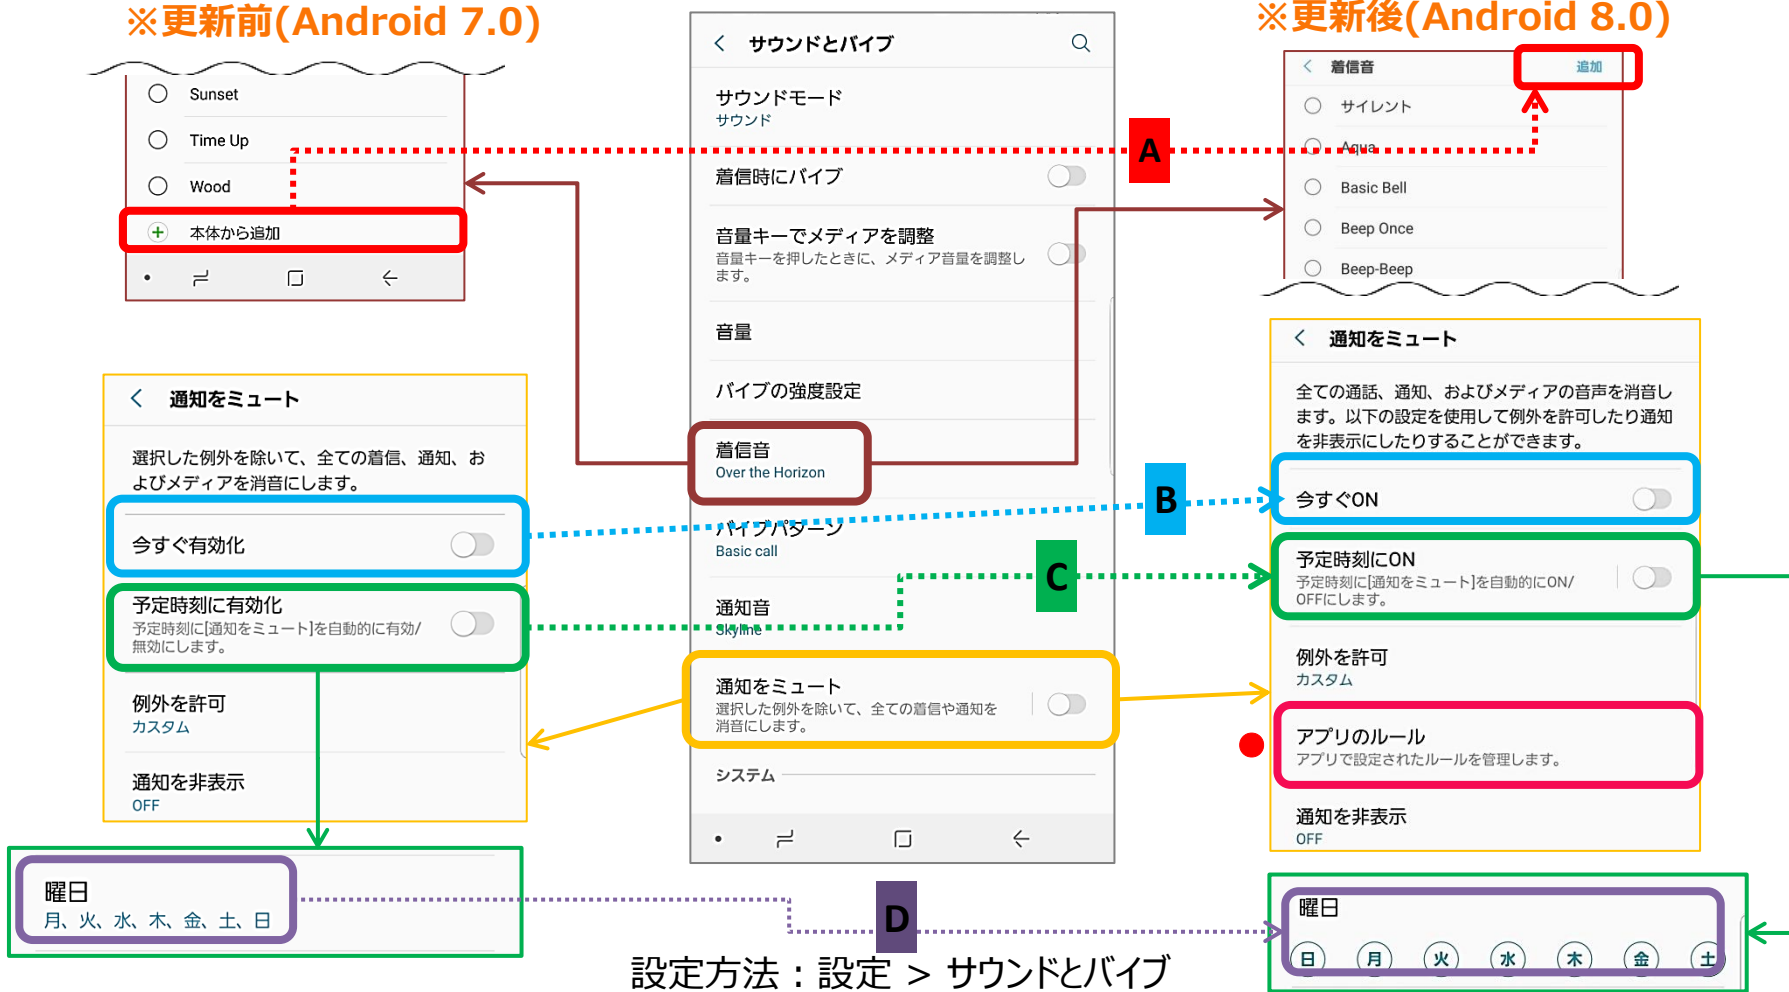 ※更新前(Android 7.0)
Sunset
Time Up
Wood
本体から追加
通知をミュート
選択した例外を除いて、全ての着信、通知、お
よびメディアを消音にします。
今すぐ有効化
予定時刻に有効化
予定時刻に[通知をミュート]を自動的に有効/
無効にします。
例外を許可
カスタム
通知を非表示
OFF
曜日
月、火、水、木、金、土、日
サウンドとバイブ
サウンドモード
サウンド
着信時にバイブ
音量キーでメディアを調整
音量キーを押したときに、メディア音量を調整し
ます。
音量
バイブの強度設定
着信音
Over the Horizon
バイブパターン
Basic call
通知音
Skyline
通知をミュート
選択した例外を除いて、全ての着信や通知を
消音にします。
システム
A
B
C
D
設定方法：設定 > サウンドとバイブ
※更新後(Android 8.0)
着信音
追加
サイレント
Aqua
Basic Bell
Beep Once
Beep-Beep
通知をミュート
全ての通話、通知、およびメディアの音声を消音し
ます。以下の設定を使用して例外を許可したり通知
を非表示にしたりすることができます。
今すぐON
予定時刻にON
予定時刻に[通知をミュート]を自動的にON/
OFFにします。
例外を許可
カスタム
アプリのルール
アプリで設定されたルールを管理します。
通知を非表示
OFF
曜日
日 月 火 水 木 金 土